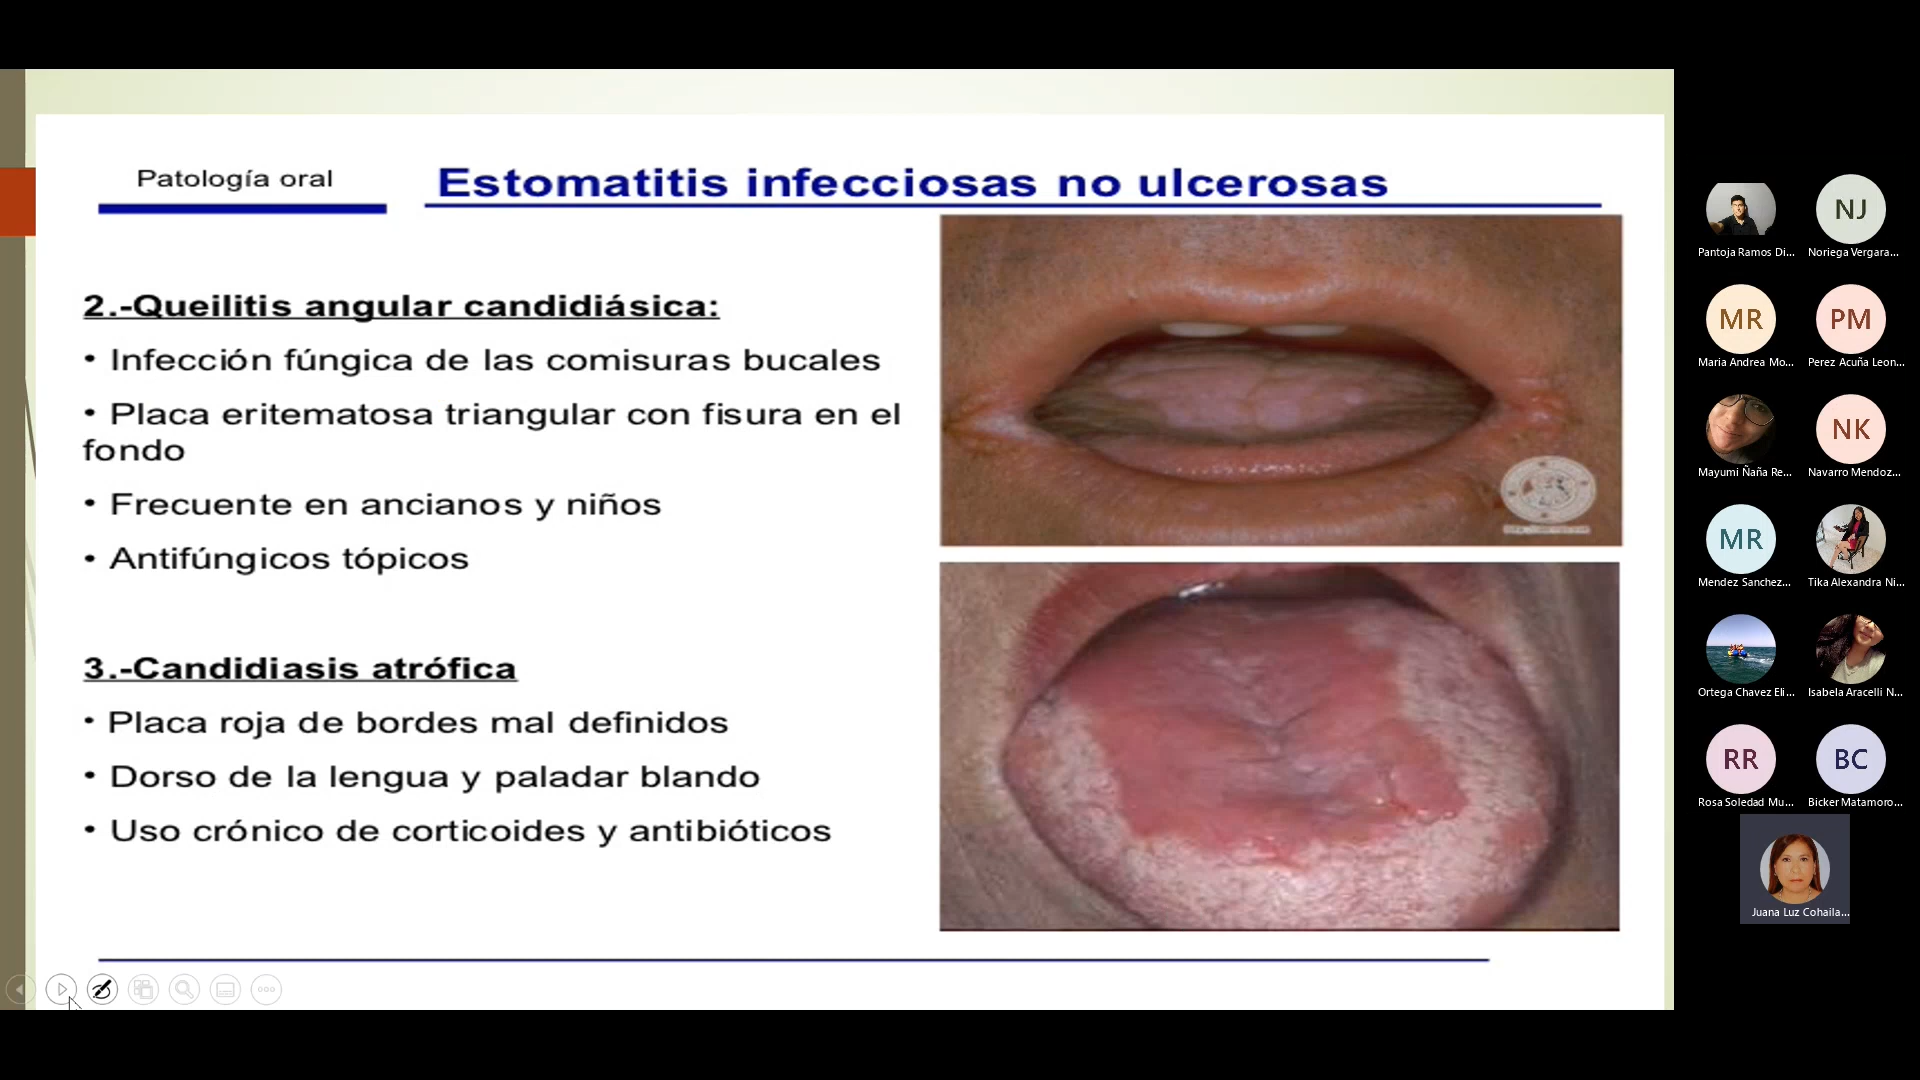 Patología oral
Estomatitis infecciosas no ulcerosas
2.-Queilitis angular candidiásica:
• Infección fúngica de las comisuras bucales
• Placa eritematosa triangular con fisura en el
fondo
• Frecuente en ancianos y niños
• Antifúngicos tópicos
3.-Candidiasis atrófica
• Placa roja de bordes mal definidos
• Dorso de la lengua y paladar blando
• Uso crónico de corticoides y antibióticos
Pantoja Ramos Di...
NJ
Noriega Vergara...
MR
Maria Andrea Mo...
PM
Perez Acuña Leon...
Mayumi Ñaña Re...
NK
Navarro Mendoz...
MR
Mendez Sanchez...
Tika Alexandra Ni...
Ortega Chavez Eli...
Isabela Aracelli N...
RR
Rosa Soledad Mu...
BC
Bicker Matamoro...
Juana Luz Cohaila...